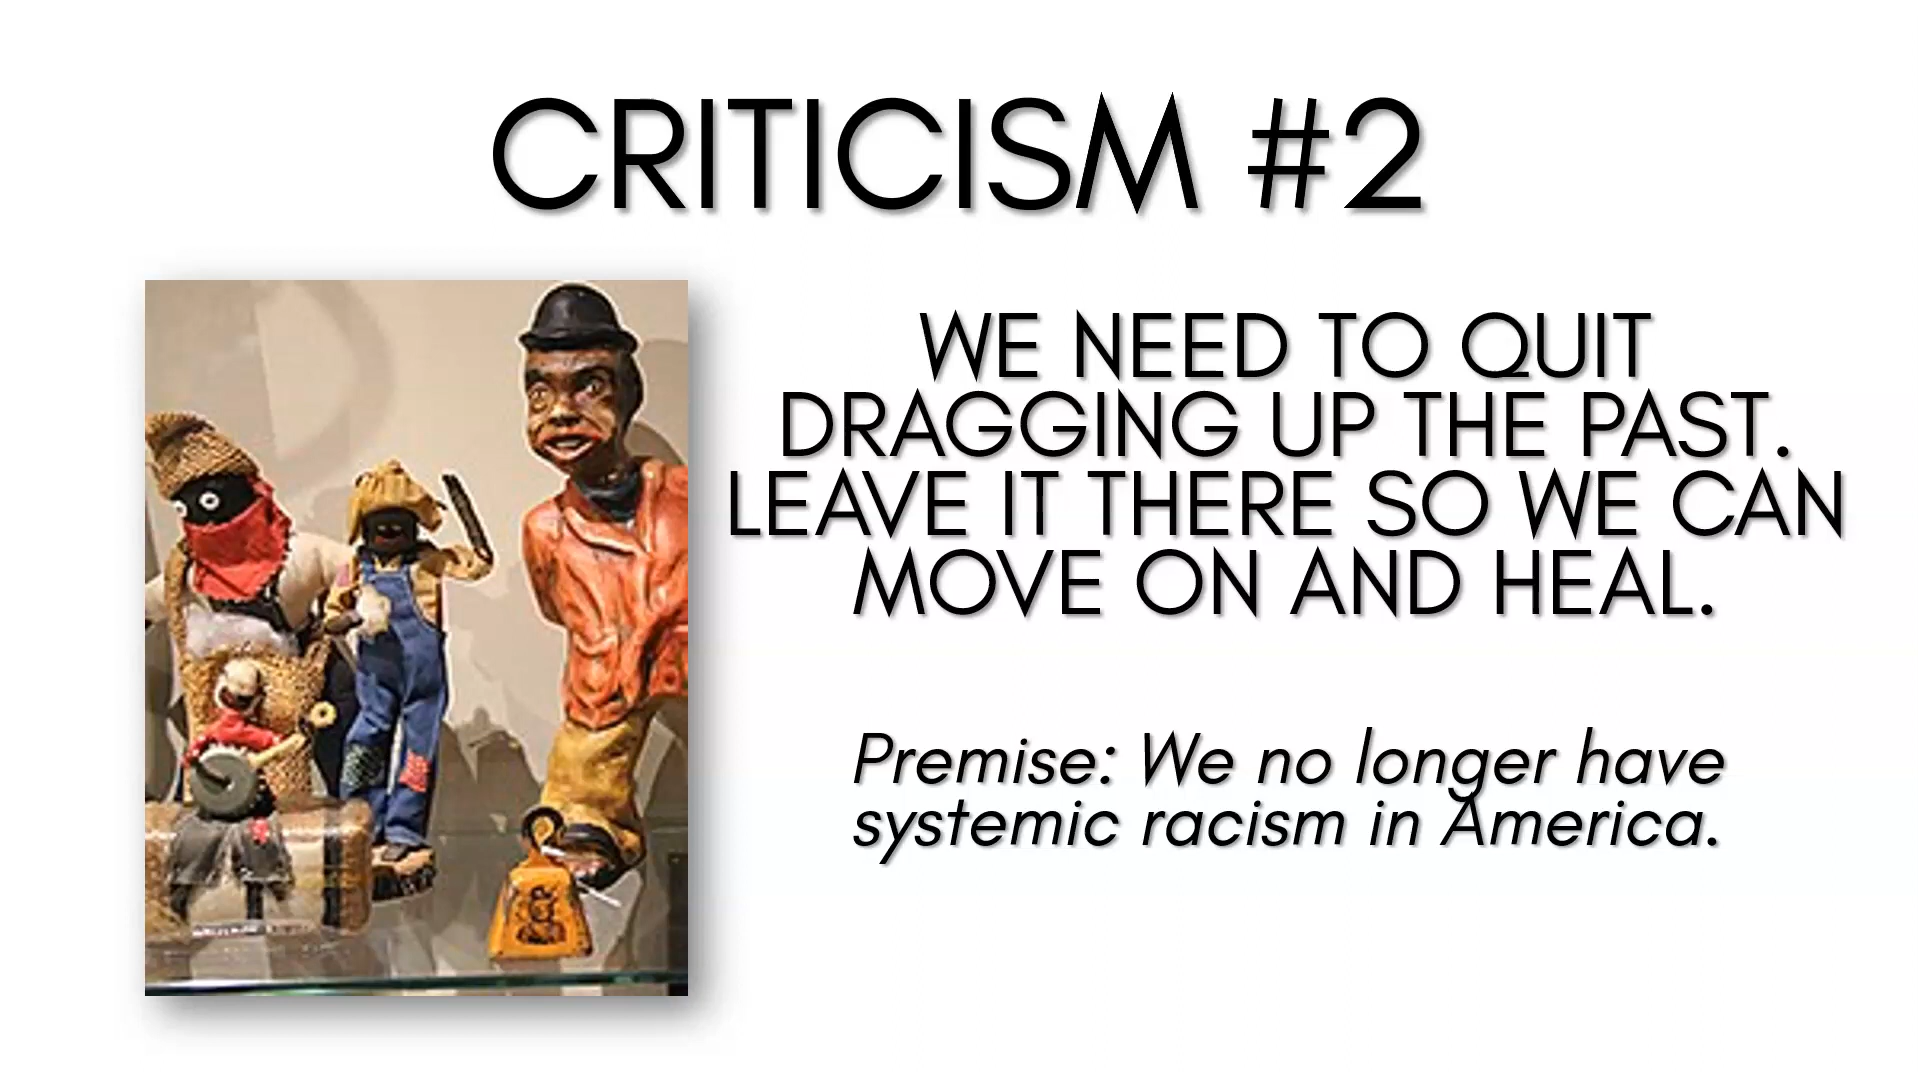 CRITICISM #2
WE NEED TO QUIT
DRAGGING UP THE PAST.
LEAVE IT THERE SO WE CAN
MOVE ON AND HEAL.
Premise: We no longer have
systemic racism in America.